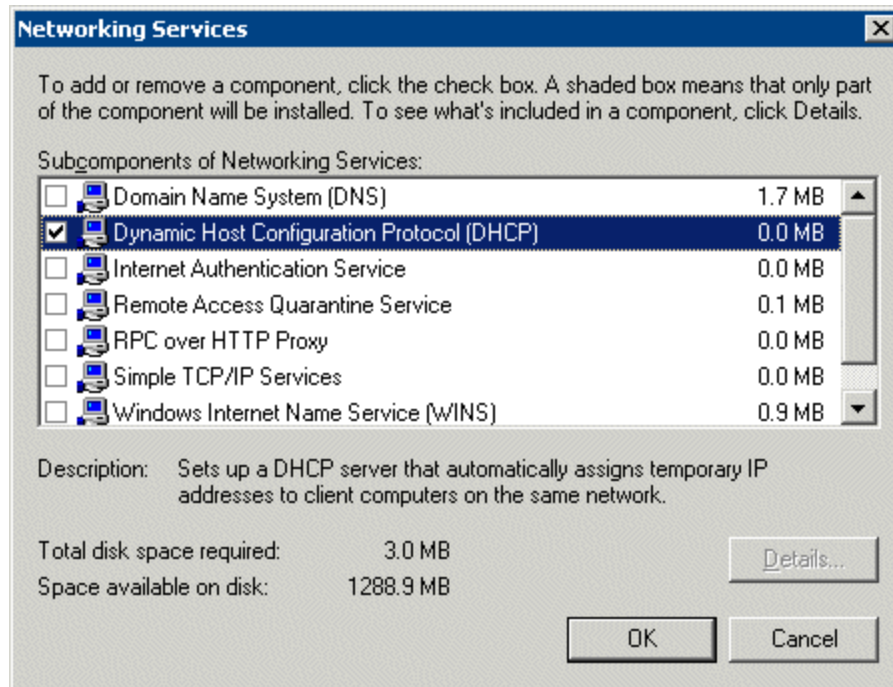 Networking Services
To add or remove a component, click the check box. A shaded box means that only part
of the component will be installed. To see what's included in a component, click Details.
Subcomponents of Networking Services:
Domain Name System (DNS) 1.7 MB
Dynamic Host Configuration Protocol (DHCP) 0.0 MB
Internet Authentication Service 0.0 MB
Remote Access Quarantine Service 0.1 MB
RPC over HTTP Proxy 0.0 MB
Simple TCP/IP Services 0.0 MB
Windows Internet Name Service (WINS) 0.9 MB
Description: Sets up a DHCP server that automatically assigns temporary IP
addresses to client computers on the same network.
Total disk space required: 3.0 MB
Space available on disk: 1288.9 MB
Details...
OK Cancel